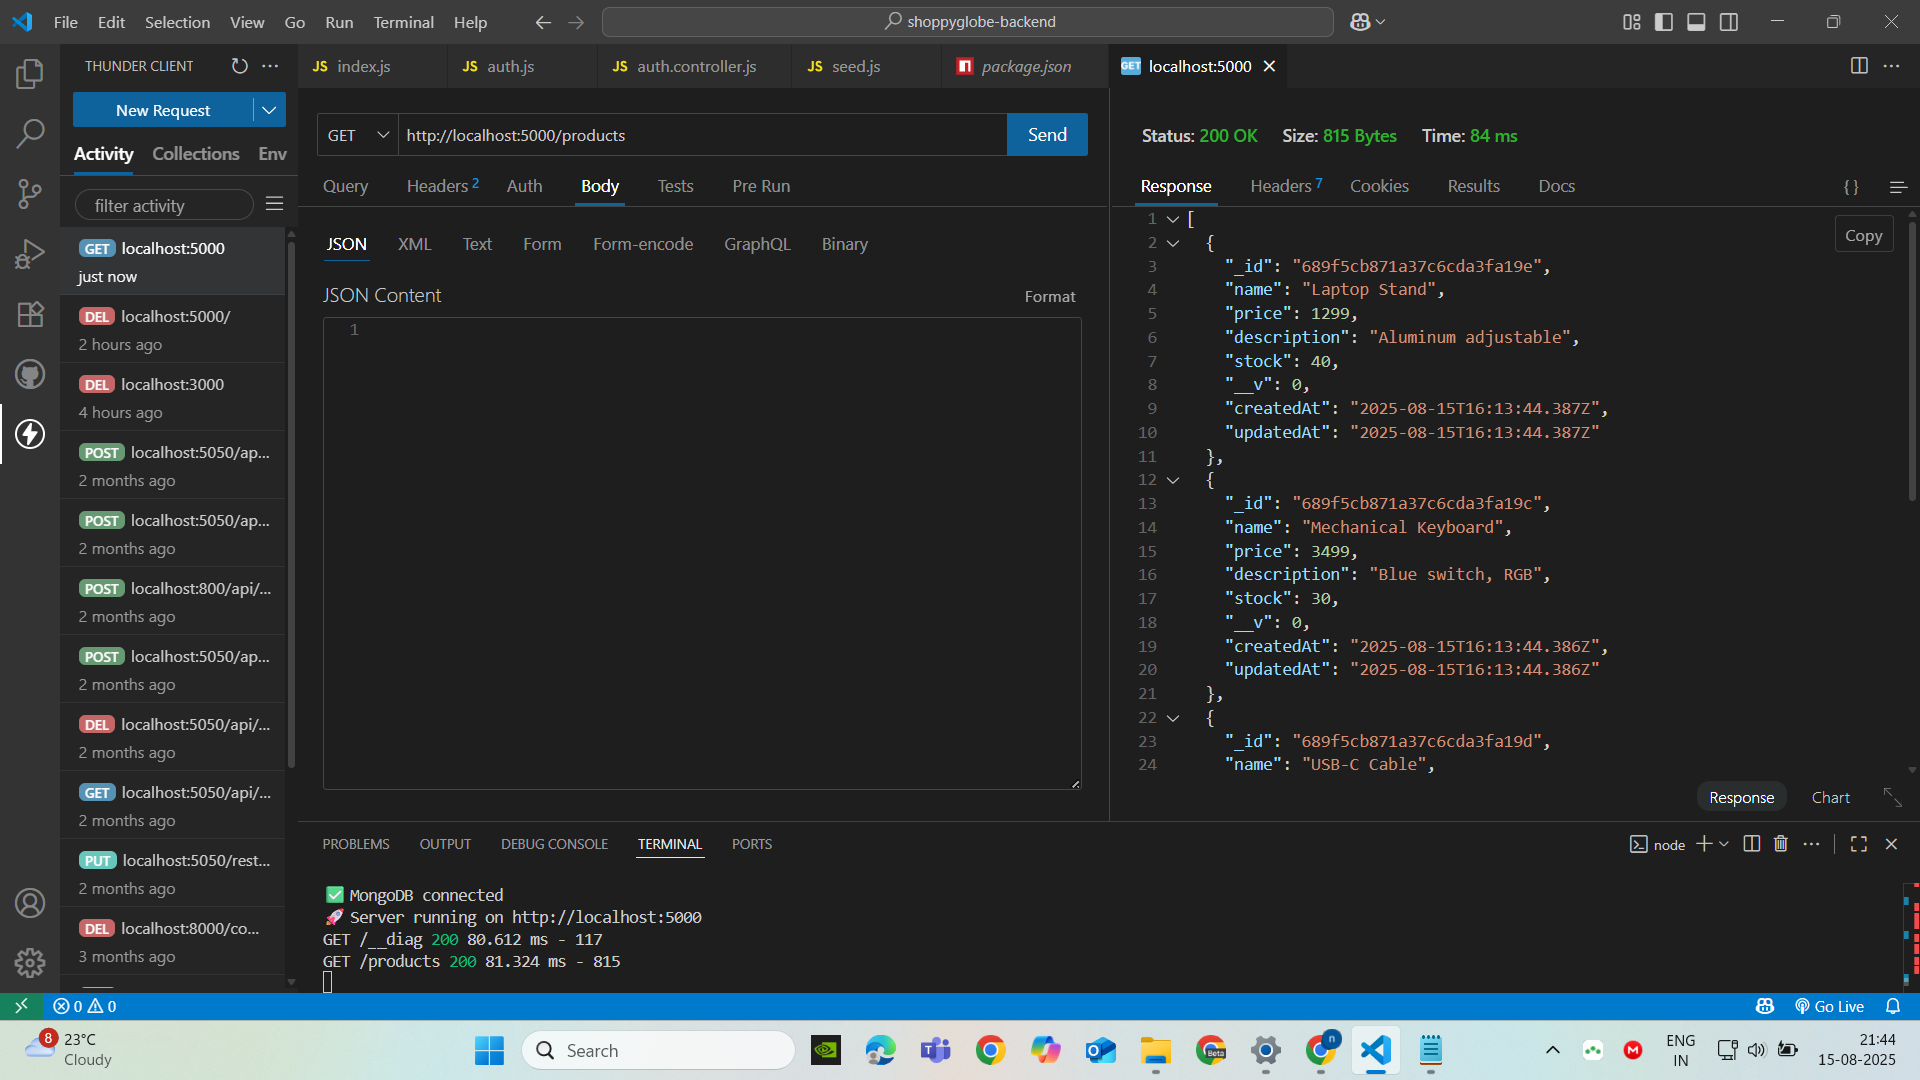 File Edit Selection View Go Run Terminal Help
shoppyglobe-backend
THUNDER CLIENT
New Request
Activity Collections Env
filter activity
GET localhost:5000
just now
DEL localhost:5000/
2 hours ago
DEL localhost:3000
4 hours ago
POST localhost:5050/ap...
2 months ago
POST localhost:5050/ap...
2 months ago
POST localhost:800/api/...
2 months ago
POST localhost:5050/ap...
2 months ago
DEL localhost:5050/api/...
2 months ago
GET localhost:5050/api/...
2 months ago
PUT localhost:5050/rest...
2 months ago
DEL localhost:8000/co...
3 months ago
JS index.js
JS auth.js
JS auth.controller.js
JS seed.js
package.json
GET localhost:5000
GET http://localhost:5000/products Send
Query Headers 2 Auth Body Tests Pre Run
JSON XML Text Form Form-encode GraphQL Binary
JSON Content Format
1
Status: 200 OK Size: 815 Bytes Time: 84 ms
Response Headers 7 Cookies Results Docs { }
Copy
1 [
2 {
3 "_id": "689f5cb871a37c6cda3fa19e",
4 "name": "Laptop Stand",
5 "price": 1299,
6 "description": "Aluminum adjustable",
7 "stock": 40,
8 "__v": 0,
9 "createdAt": "2025-08-15T16:13:44.387Z",
10 "updatedAt": "2025-08-15T16:13:44.387Z"
11 },
12 {
13 "_id": "689f5cb871a37c6cda3fa19c",
14 "name": "Mechanical Keyboard",
15 "price": 3499,
16 "description": "Blue switch, RGB",
17 "stock": 30,
18 "__v": 0,
19 "createdAt": "2025-08-15T16:13:44.386Z",
20 "updatedAt": "2025-08-15T16:13:44.386Z"
21 },
22 {
23 "_id": "689f5cb871a37c6cda3fa19d",
24 "name": "USB-C Cable",
Response Chart
PROBLEMS OUTPUT DEBUG CONSOLE TERMINAL PORTS
node
✅ MongoDB connected
🚀 Server running on http://localhost:5000
GET /__diag 200 80.612 ms - 117
GET /products 200 81.324 ms - 815
0 0
Go Live
8
23°C
Cloudy
Search
Beta
n
ENG
IN
21:44
15-08-2025